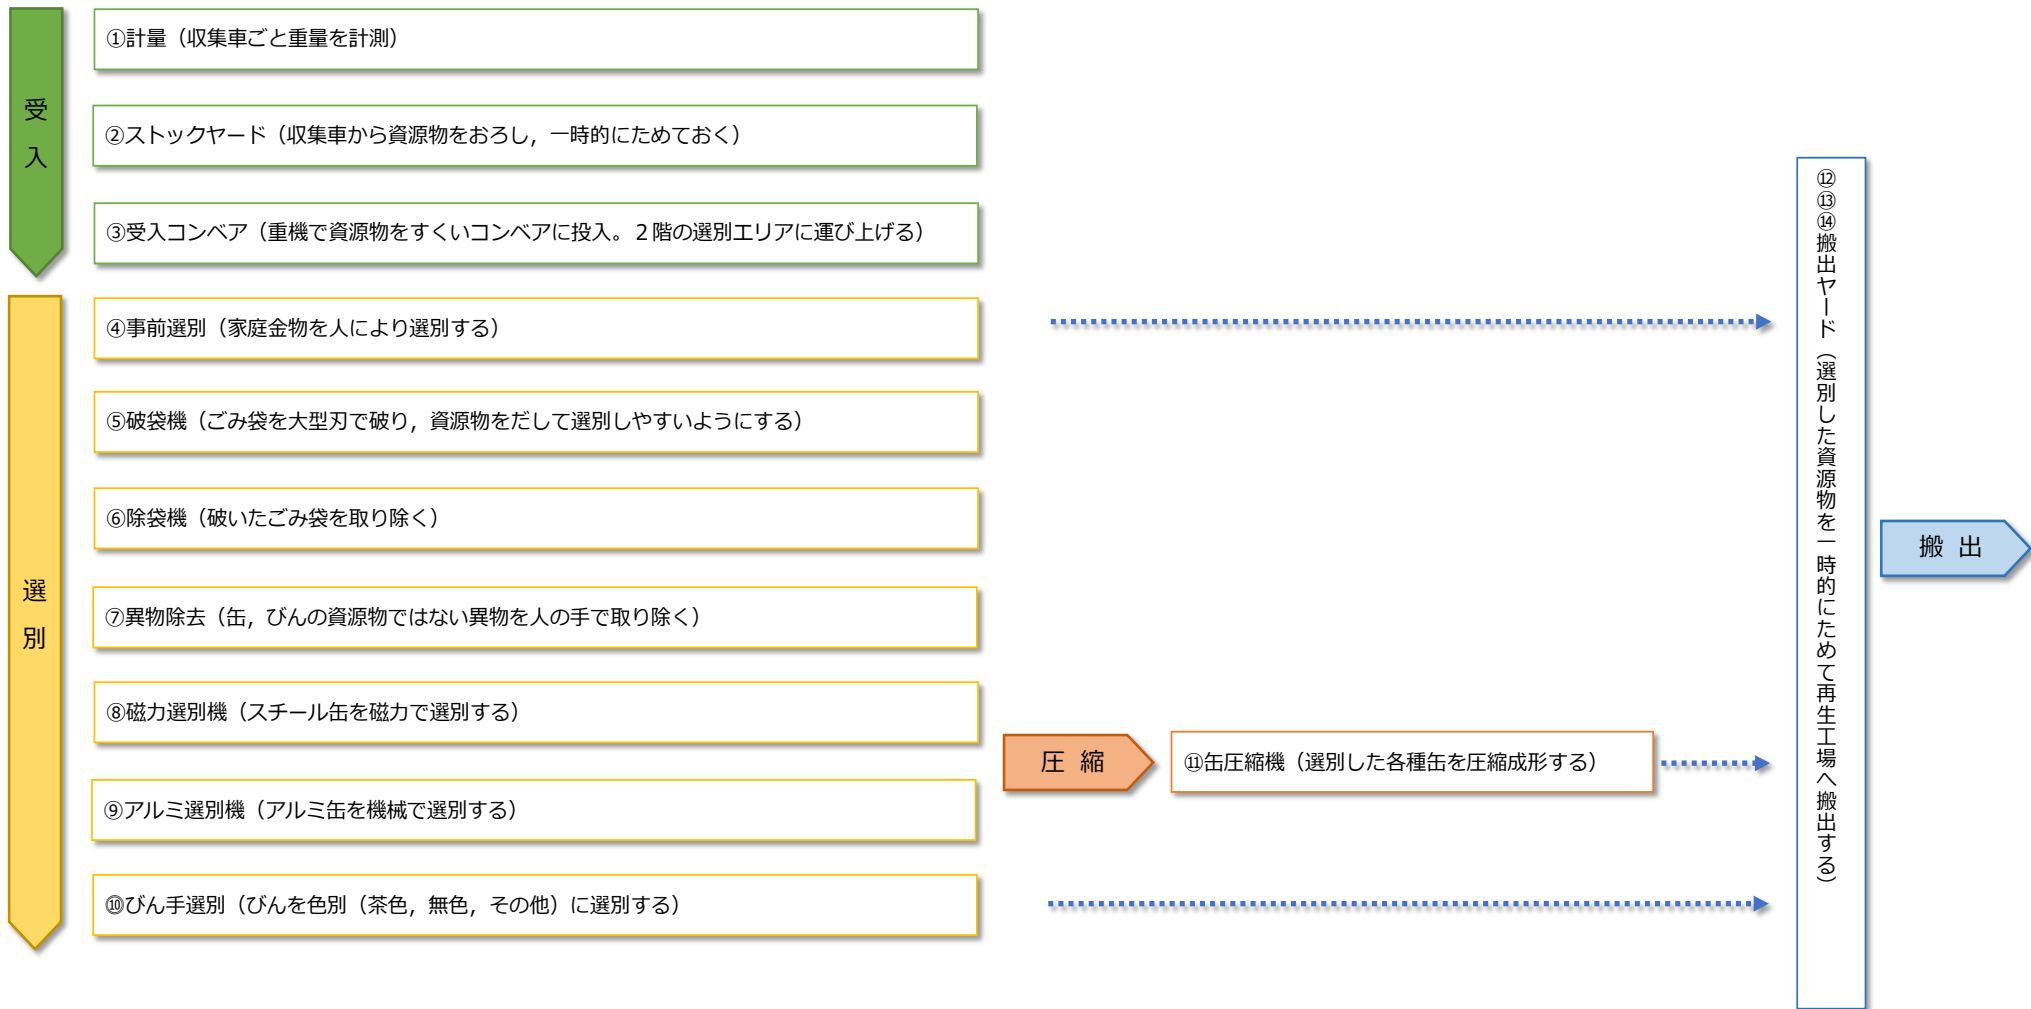 受入
①計量（収集車ごと重量を計測）
②ストックヤード（収集車から資源物をおろし，一時的にためておく）
③受入コンベア（重機で資源物をすくいコンベアに投入。２階の選別エリアに運び上げる）
選別
④事前選別（家庭金物を人により選別する）
⑤破袋機（ごみ袋を大型刃で破り，資源物をだして選別しやすいようにする）
⑥除袋機（破いたごみ袋を取り除く）
⑦異物除去（缶，びんの資源物ではない異物を人の手で取り除く）
⑧磁力選別機（スチール缶を磁力で選別する）
⑨アルミ選別機（アルミ缶を機械で選別する）
⑩びん手選別（びんを色別（茶色，無色，その他）に選別する）
圧 縮
⑪缶圧縮機（選別した各種缶を圧縮成形する）
⑫⑬⑭搬出ヤード（選別した資源物を一時的にためて再生工場へ搬出する）
搬 出